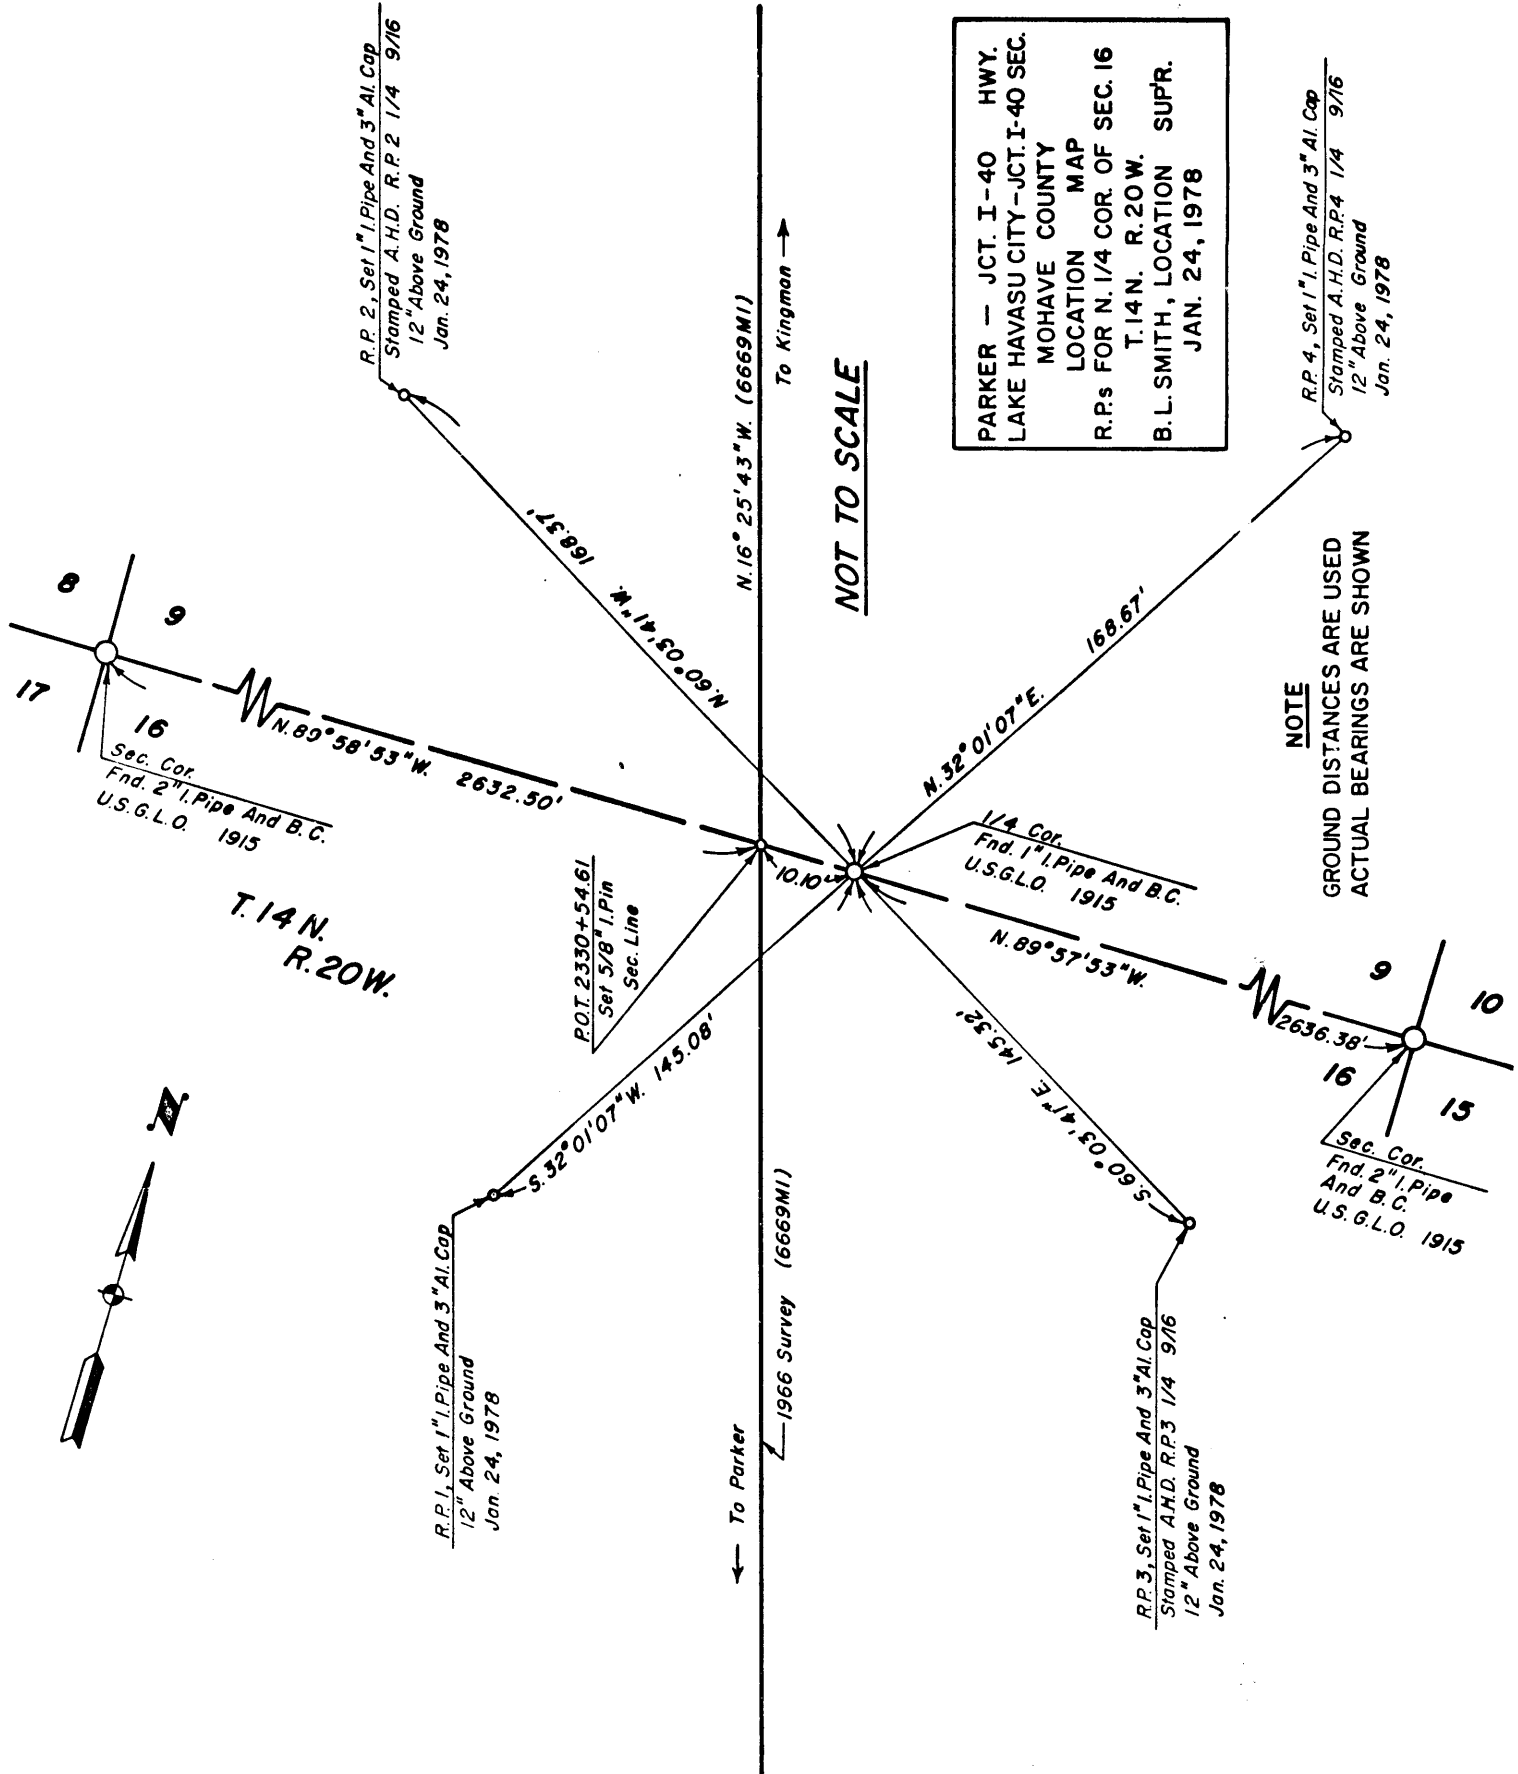 R.P. 2, Set 1" I. Pipe And 3" Al. Cap
Stamped A.H.D. R.P. 2 1/4 9/16
12" Above Ground
Jan. 24, 1978
PARKER — JCT. I-40 HWY.
LAKE HAVASU CITY-JCT. I-40 SEC.
MOHAVE COUNTY
LOCATION MAP
R.P.s FOR N. 1/4 COR. OF SEC. 16
T. 14 N. R. 20 W.
B. L. SMITH, LOCATION SUP'R.
JAN. 24, 1978
R.P. 4, Set 1" I. Pipe And 3" Al. Cap
Stamped A.H.D. R.P. 4 1/4 9/16
12" Above Ground
Jan. 24, 1978
N. 16° 25' 43" W. (6669M1)
To Kingman →
NOT TO SCALE
8
9
17
16
Sec. Cor.
Fnd. 2" I. Pipe And B.C.
U.S.G.L.O. 1915
N. 89° 58' 53" W. 2632.50'
N. 60° 03' 41" W. 168.37'
N. 32° 01' 07" E. 168.67'
NOTE
GROUND DISTANCES ARE USED
ACTUAL BEARINGS ARE SHOWN
T. 14 N.
R. 20 W.
P.O.T. 2330+54.61
Set 5/8" I. Pin
Sec. Line
10.10'
1/4 Cor.
Fnd. 1" I. Pipe And B.C.
U.S.G.L.O. 1915
N. 89° 57' 53" W.
2636.38'
9
10
16
15
Sec. Cor.
Fnd. 2" I. Pipe
And B.C.
U.S.G.L.O. 1915
S. 32° 01' 07" W. 145.08'
S. 60° 03' 41" E. 145.32'
N
R.P. 1, Set 1" I. Pipe And 3" Al. Cap
12" Above Ground
Jan. 24, 1978
← To Parker
1966 Survey (6669M1)
R.P. 3, Set 1" I. Pipe And 3" Al. Cap
Stamped A.H.D. R.P. 3 1/4 9/16
12" Above Ground
Jan. 24, 1978